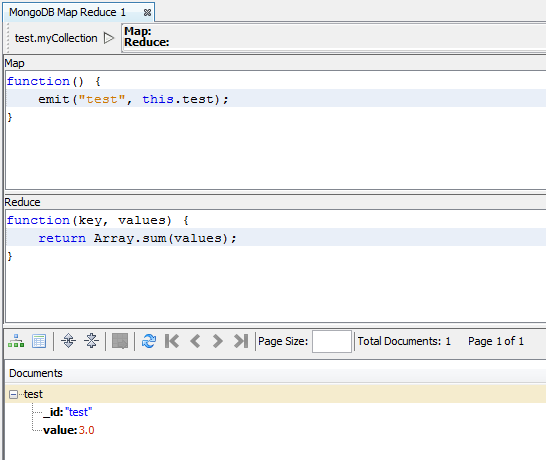 MongoDB Map Reduce 1
test.myCollection
Map:
Reduce:
Map
function() {
    emit("test", this.test);
}
Reduce
function(key, values) {
    return Array.sum(values);
}
Page Size: Total Documents: 1 Page 1 of 1
Documents
test
_id:"test"
value:3.0